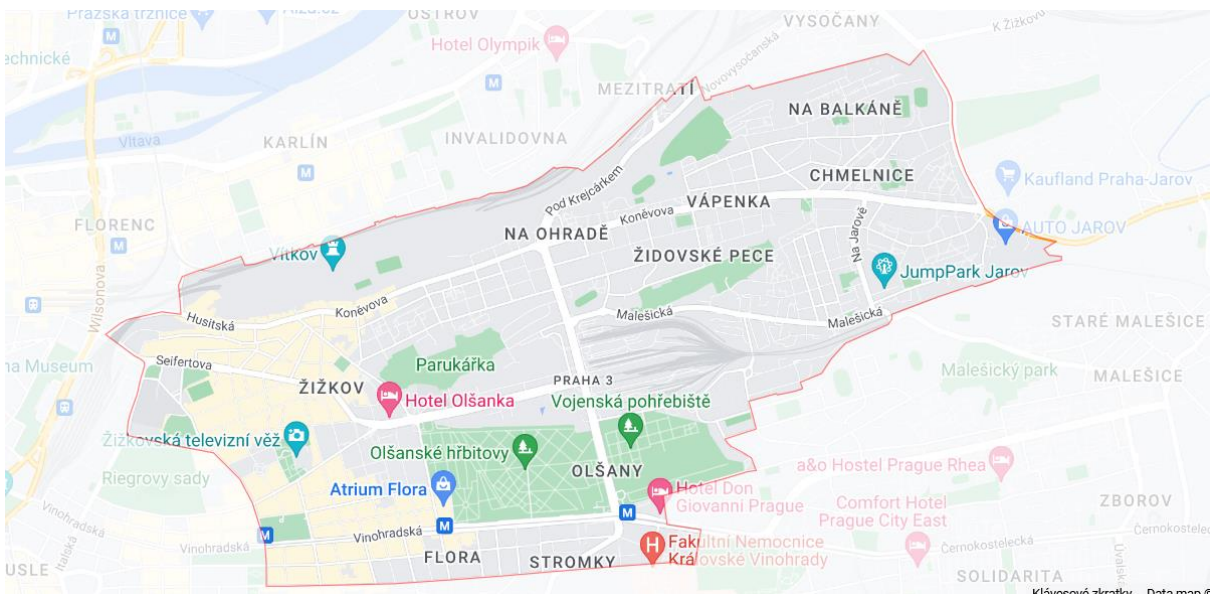 Pražská tržnice
Alza.cz
OSTROV
VYSOČANY
K Žižkovu
echnické
M
Hotel Olympik
M
Novovysočanská
MEZITRATÍ
NA BALKÁNĚ
Vltava
KARLÍN
INVALIDOVNA
M
CHMELNICE
Kaufland Praha-Jarov
Pod Krejcárkem
VÁPENKA
FLORENC
M
Koněvova
NA OHRADĚ
Na Jarově
AUTO JAROV
Vítkov
ŽIDOVSKÉ PECE
JumpPark Jarov
Wilsonova
Koněvova
Husitská
Malešická
Malešická
STARÉ MALEŠICE
Seifertova
na Museum
Parukářka
Malešický park
MALEŠICE
ŽIŽKOV
PRAHA 3
Hotel Olšanka
Vojenská pohřebiště
Žižkovská televizní věž
Olšanské hřbitovy
OLŠANY
a&o Hostel Prague Rhea
Riegrovy sady
Atrium Flora
Hotel Don
Giovanni Prague
Comfort Hotel
Prague City East
ZBOROV
Vinohradská
M
M
M
Italská
Vinohradská
Vinohradská
Černokostelec
Fakultní Nemocnice
Královské Vinohrady
H
Černokostelecká
FLORA
STROMKY
USLE
SOLIDARITA
Úvalská
Klávesové zkratky
Data map ©